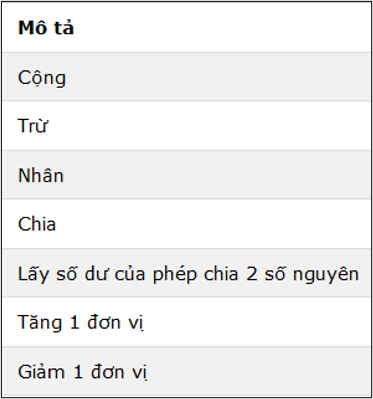 Mô tả
Cộng
Trừ
Nhân
Chia
Lấy số dư của phép chia 2 số nguyên
Tăng 1 đơn vị
Giảm 1 đơn vị